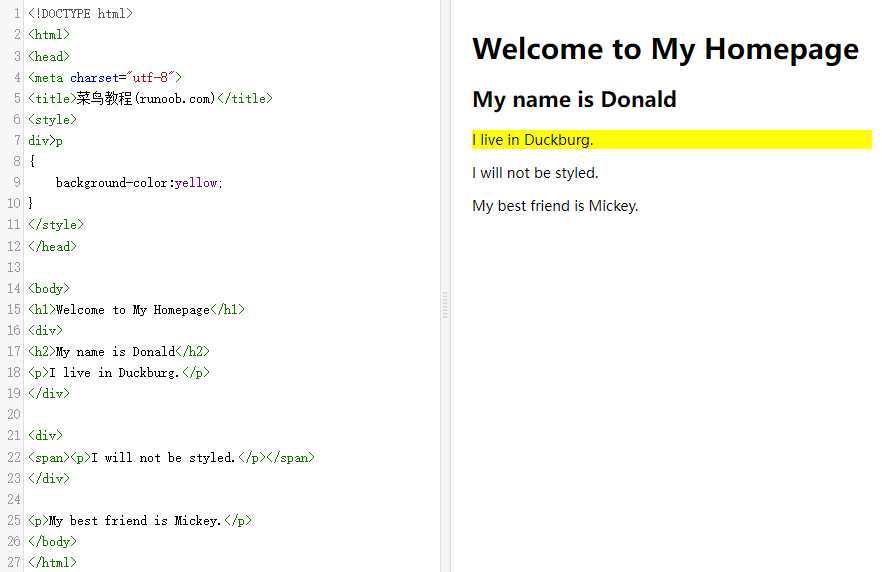 1 <!DOCTYPE html>
2 <html>
3 <head>
4 <meta charset="utf-8">
5 <title>菜鸟教程(runoob.com)</title>
6 <style>
7 div>p
8 {
9     background-color:yellow;
10 }
11 </style>
12 </head>
13
14 <body>
15 <h1>Welcome to My Homepage</h1>
16 <div>
17 <h2>My name is Donald</h2>
18 <p>I live in Duckburg.</p>
19 </div>
20
21 <div>
22 <span><p>I will not be styled.</p></span>
23 </div>
24
25 <p>My best friend is Mickey.</p>
26 </body>
27 </html>
Welcome to My Homepage
My name is Donald
I live in Duckburg.
I will not be styled.
My best friend is Mickey.